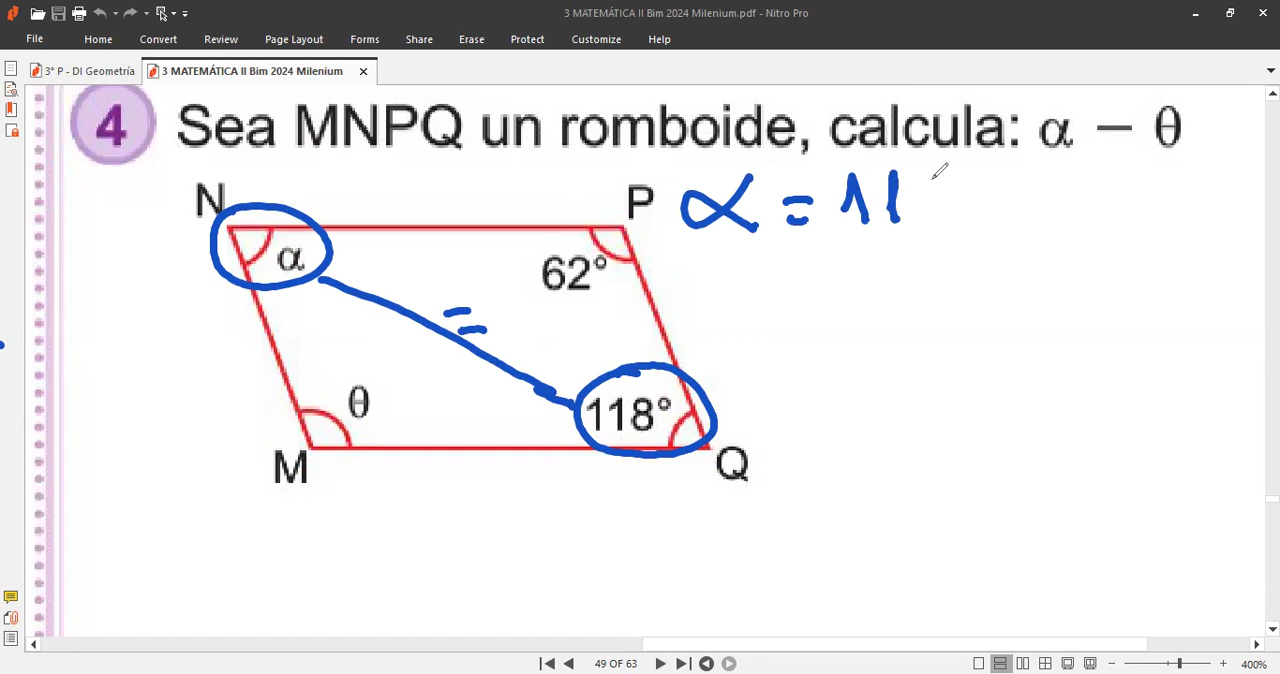 3 MATEMÁTICA II Bim 2024 Milenium.pdf - Nitro Pro
File Home Convert Review Page Layout Forms Share Erase Protect Customize Help
3° P - DI Geometría 3 MATEMÁTICA II Bim 2024 Milenium
4 Sea MNPQ un romboide, calcula: α − θ
N P α = 11
α 62°
=
θ 118°
M Q
49 OF 63 400%